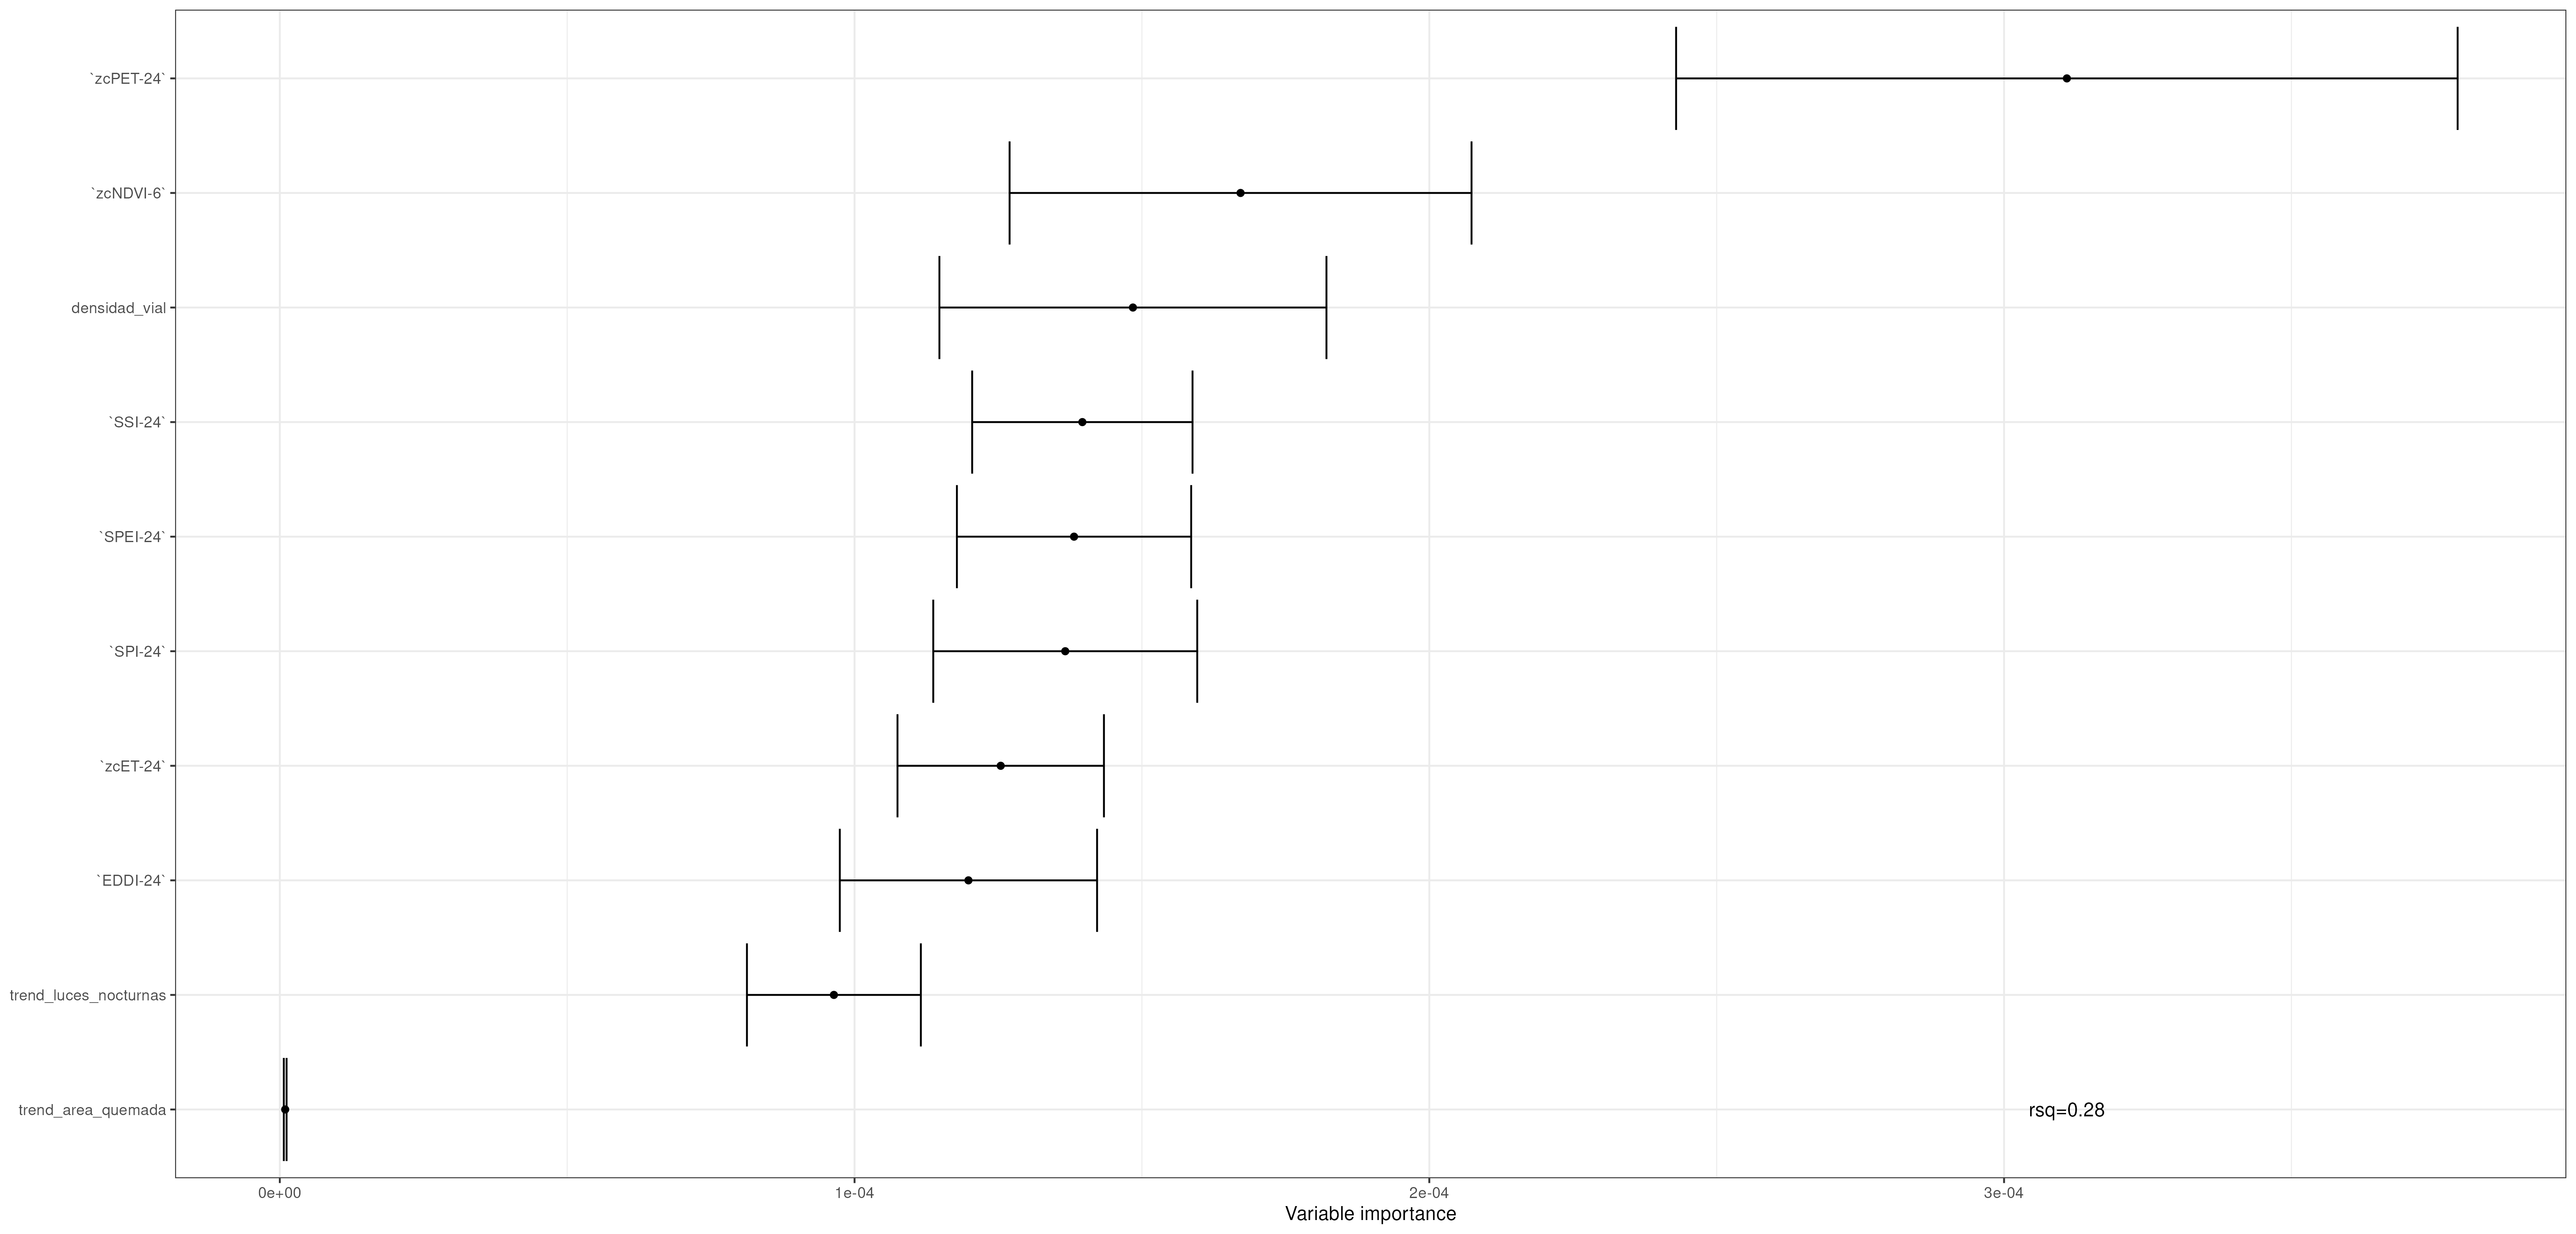 `zcPET-24`
`zcNDVI-6`
densidad_vial
`SSI-24`
`SPEI-24`
`SPI-24`
`zcET-24`
`EDDI-24`
trend_luces_nocturnas
trend_area_quemada
rsq=0.28
0e+00 1e-04 2e-04 3e-04
Variable importance